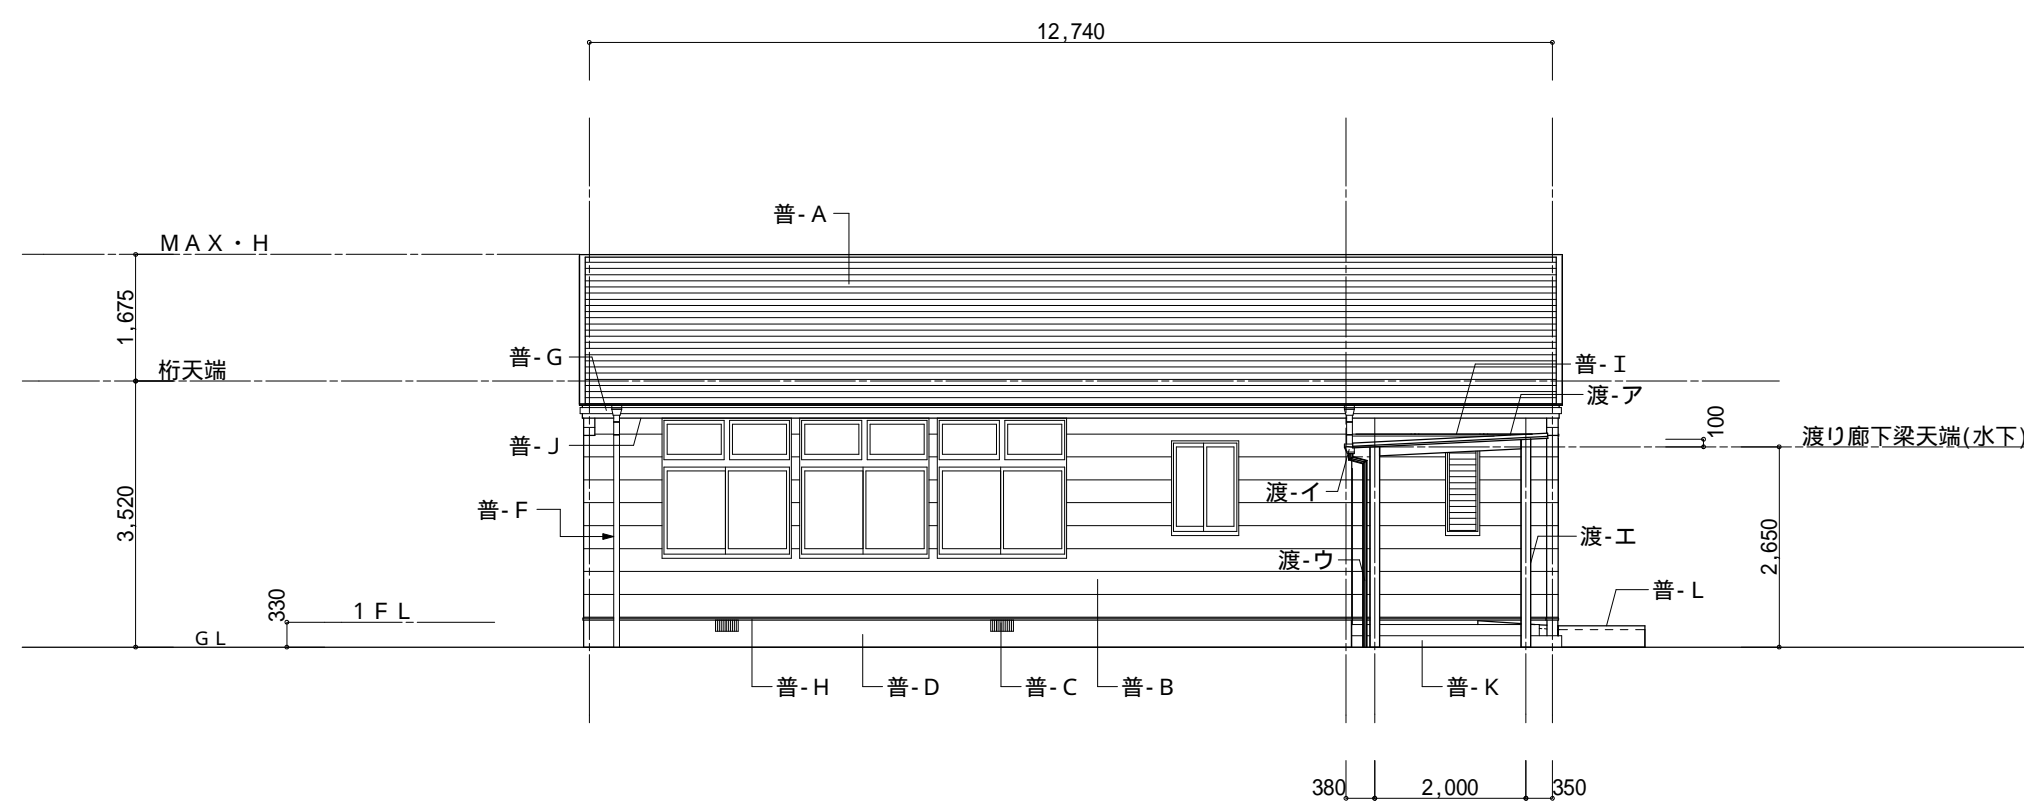 12,740
普-A
MAX・H
1,675
普-G
桁天端
普-I
渡-ア
100
渡り廊下梁天端(水下)
普-J
渡-イ
3,520
普-F
渡-エ
2,650
渡-ウ
普-L
330
1FL
GL
普-H
普-D
普-C
普-B
普-K
380
2,000
350